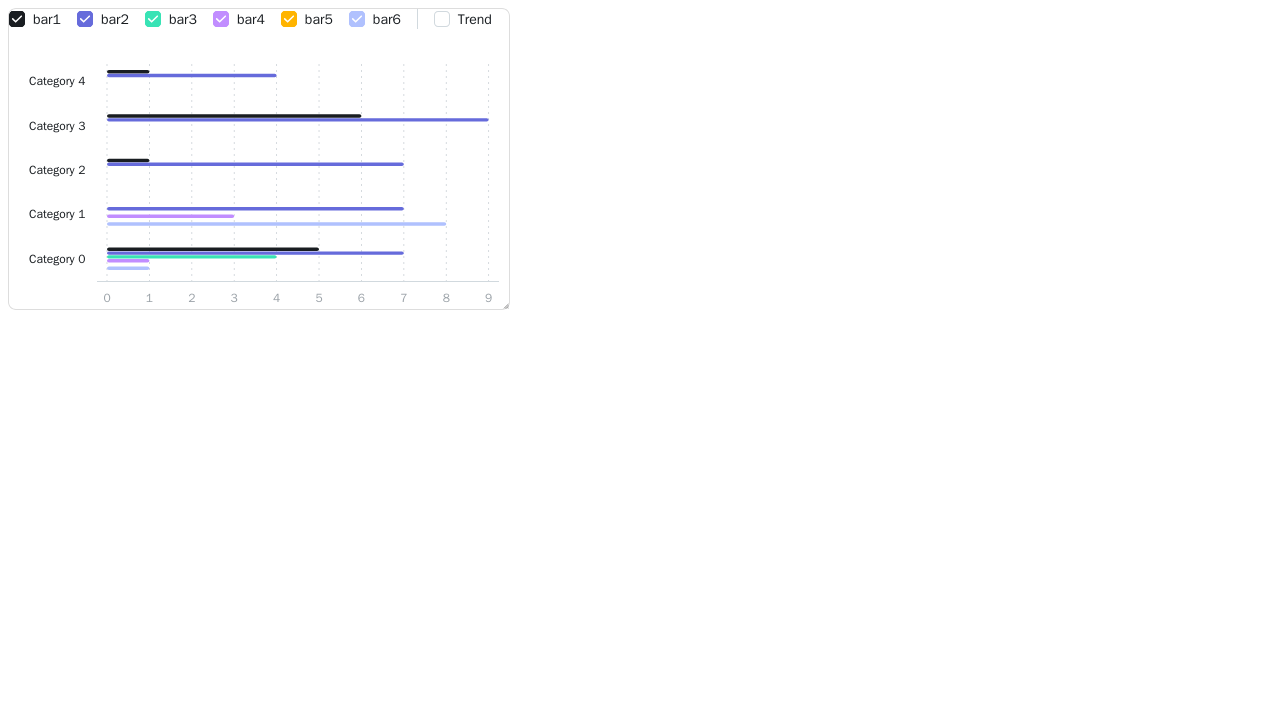 bar1 bar2 bar3 bar4 bar5 bar6 Trend
Category 4
Category 3
Category 2
Category 1
Category 0
0 1 2 3 4 5 6 7 8 9